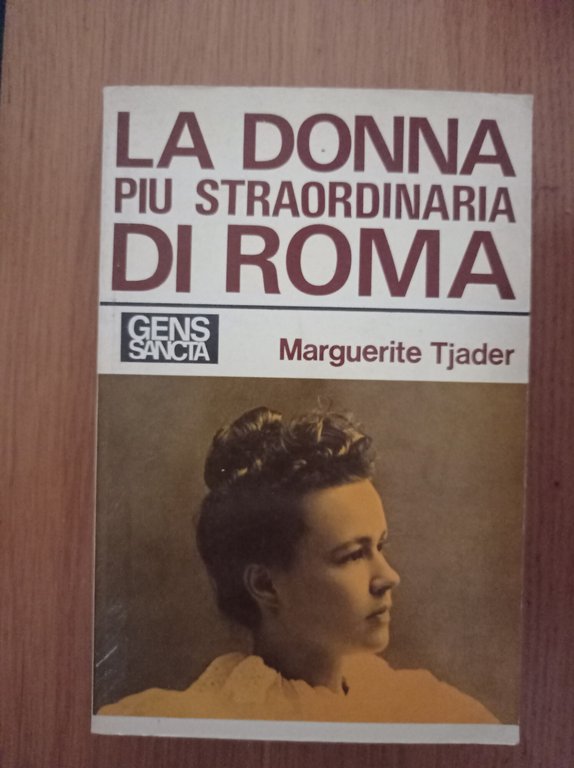 LA DONNA
PIU STRAORDINARIA
DI ROMA
GENS
SANCTA
Marguerite Tjader